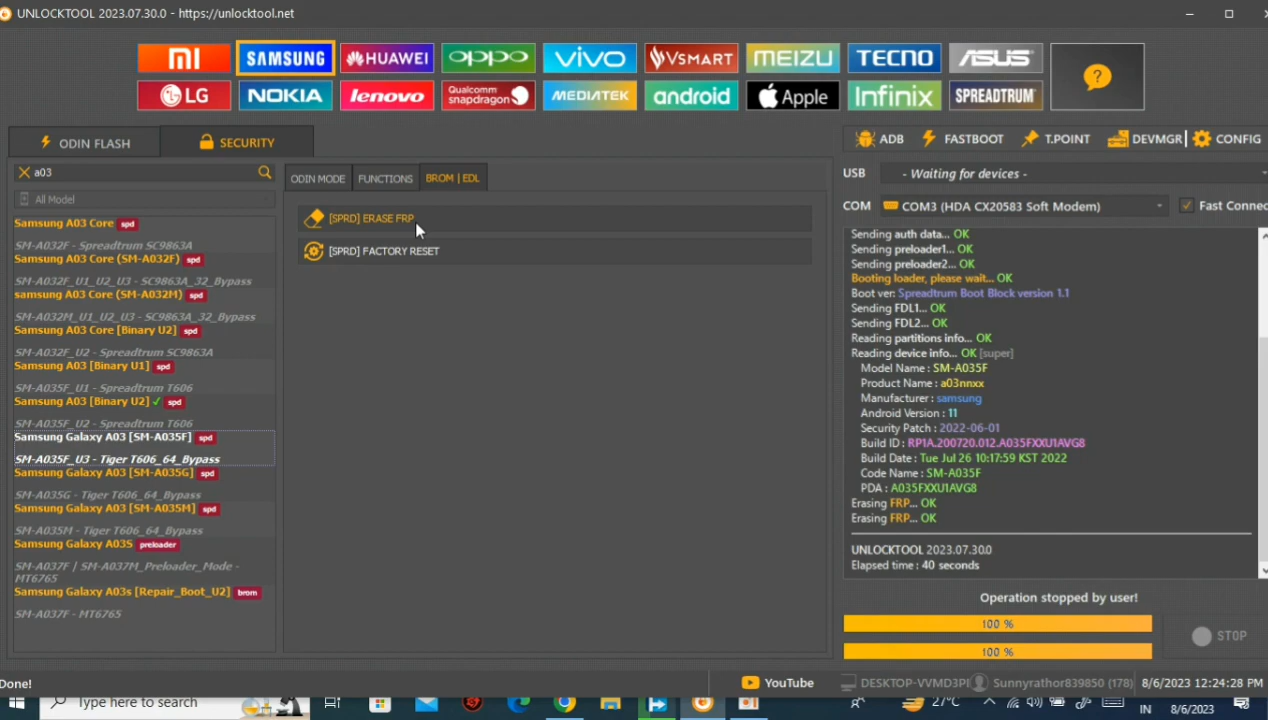 UNLOCKTOOL 2023.07.30.0 - https://unlocktool.net
mi SAMSUNG HUAWEI oppo vivo VSMART MEIZU TECNO ASUS ?
LG NOKIA lenovo Qualcomm snapdragon MEDIATEK android Apple Infinix SPREADTRUM
ODIN FLASH SECURITY ADB FASTBOOT T.POINT DEVMGR CONFIG
a03
ODIN MODE FUNCTIONS BROM | EDL
USB - Waiting for devices -
All Model
COM COM3 (HDA CX20583 Soft Modem) Fast Connec
Samsung A03 Core spd
SM-A032F - Spreadtrum SC9863A
Samsung A03 Core (SM-A032F) spd
SM-A032F_U1_U2_U3 - SC9863A_32_Bypass
samsung A03 Core (SM-A032M) spd
SM-A032M_U1_U2_U3 - SC9863A_32_Bypass
Samsung A03 Core [Binary U2] spd
SM-A032F_U2 - Spreadtrum SC9863A
Samsung A03 [Binary U1] spd
SM-A035F_U1 - Spreadtrum T606
Samsung A03 [Binary U2] ✓ spd
SM-A035F_U2 - Spreadtrum T606
Samsung Galaxy A03 [SM-A035F] spd
SM-A035F_U3 - Tiger T606_64_Bypass
Samsung Galaxy A03 [SM-A035G] spd
SM-A035G - Tiger T606_64_Bypass
Samsung Galaxy A03 [SM-A035M] spd
SM-A035M - Tiger T606_64_Bypass
Samsung Galaxy A03S preloader
SM-A037F | SM-A037M_Preloader_Mode -
MT6765
Samsung Galaxy A03s [Repair_Boot_U2] brom
SM-A037F - MT6765
[SPRD] ERASE FRP
[SPRD] FACTORY RESET
Sending auth data... OK
Sending preloader1... OK
Sending preloader2... OK
Booting loader, please wait... OK
Boot ver: Spreadtrum Boot Block version 1.1
Sending FDL1... OK
Sending FDL2... OK
Reading partitions info... OK
Reading device info... OK [super]
Model Name : SM-A035F
Product Name : a03nnxx
Manufacturer : samsung
Android Version : 11
Security Patch : 2022-06-01
Build ID : RP1A.200720.012.A035FXXU1AVG8
Build Date : Tue Jul 26 10:17:59 KST 2022
Code Name : SM-A035F
PDA : A035FXXU1AVG8
Erasing FRP... OK
Erasing FRP... OK
UNLOCKTOOL 2023.07.30.0
Elapsed time : 40 seconds
Operation stopped by user!
100 %
STOP
100 %
Done! YouTube DESKTOP-VVMD3PI Sunnyrathor839850 (178) 8/6/2023 12:24:28 PM
Type here to search 27°C IN 8/6/2023